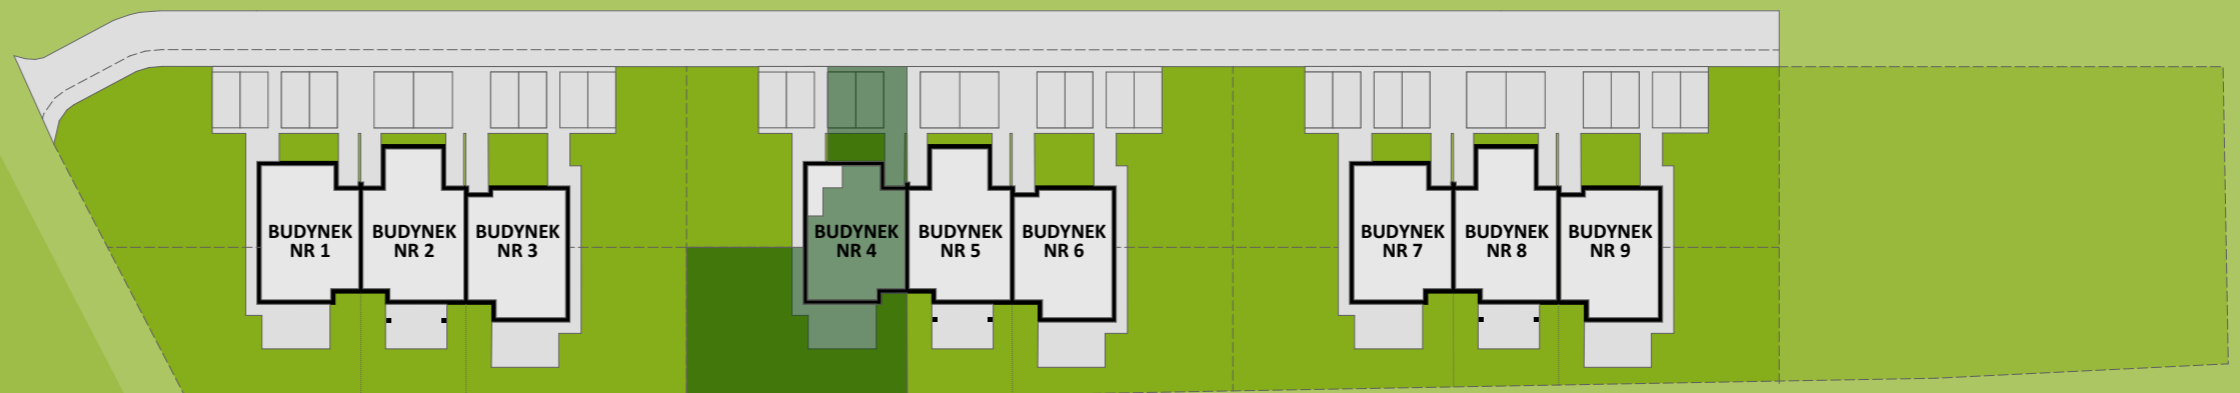 BUDYNEK
NR 1
BUDYNEK
NR 2
BUDYNEK
NR 3
BUDYNEK
NR 4
BUDYNEK
NR 5
BUDYNEK
NR 6
BUDYNEK
NR 7
BUDYNEK
NR 8
BUDYNEK
NR 9